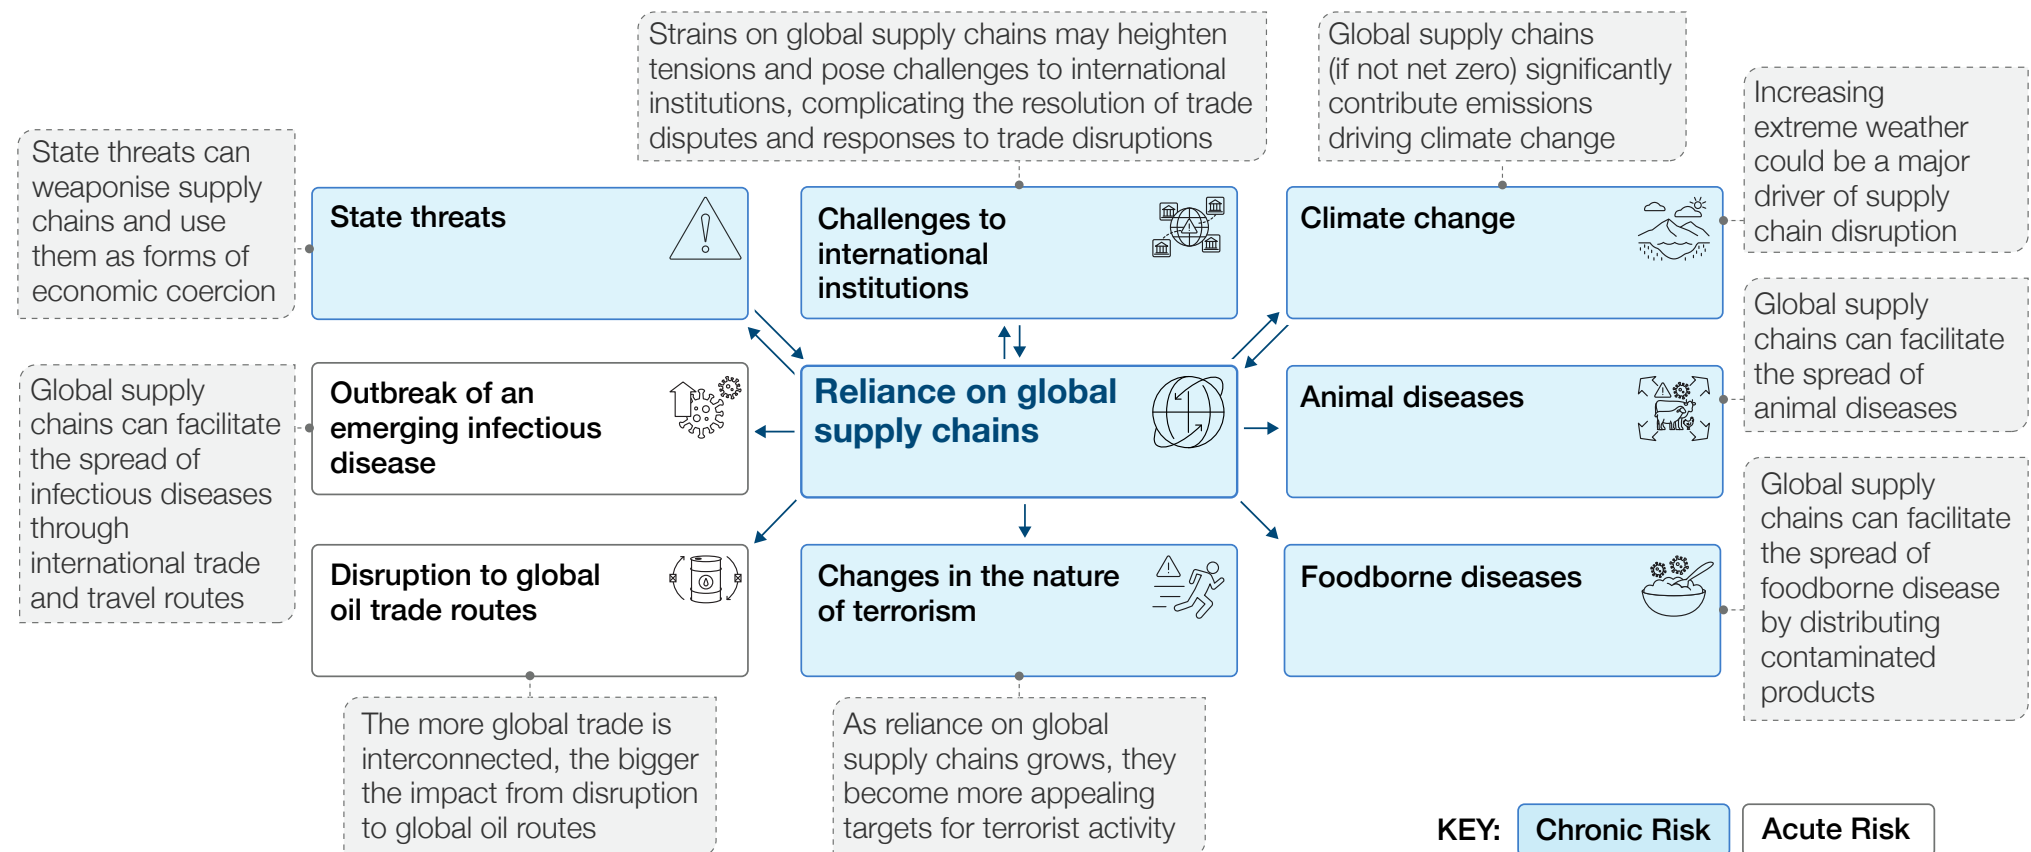 Strains on global supply chains may heighten
tensions and pose challenges to international
institutions, complicating the resolution of trade
disputes and responses to trade disruptions
Global supply chains
(if not net zero) significantly
contribute emissions
driving climate change
Increasing
extreme weather
could be a major
driver of supply
chain disruption
State threats can
weaponise supply
chains and use
them as forms of
economic coercion
State threats
Challenges to
international
institutions
Climate change
Global supply
chains can facilitate
the spread of
animal diseases
Global supply
chains can facilitate
the spread of
infectious diseases
through
international trade
and travel routes
Outbreak of an
emerging infectious
disease
Reliance on global
supply chains
Animal diseases
Global supply
chains can facilitate
the spread of
foodborne disease
by distributing
contaminated
products
Disruption to global
oil trade routes
Changes in the nature
of terrorism
Foodborne diseases
The more global trade is
interconnected, the bigger
the impact from disruption
to global oil routes
As reliance on global
supply chains grows, they
become more appealing
targets for terrorist activity
KEY: Chronic Risk Acute Risk